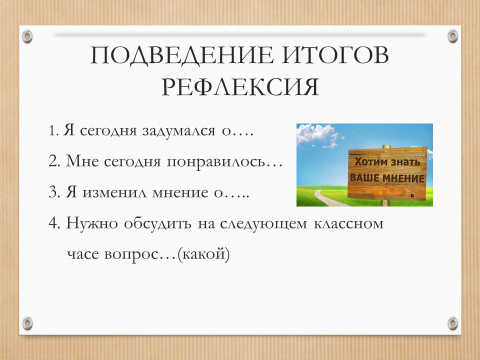 ПОДВЕДЕНИЕ ИТОГОВ
РЕФЛЕКСИЯ
1. Я сегодня задумался о….
2. Мне сегодня понравилось…
3. Я изменил мнение о…..
4. Нужно обсудить на следующем классном
часе вопрос…(какой)
Хотим знать
ВАШЕ МНЕНИЕ